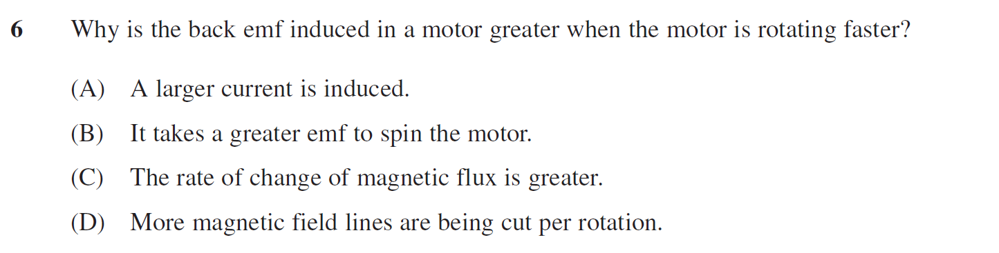 6 Why is the back emf induced in a motor greater when the motor is rotating faster?
(A) A larger current is induced.
(B) It takes a greater emf to spin the motor.
(C) The rate of change of magnetic flux is greater.
(D) More magnetic field lines are being cut per rotation.